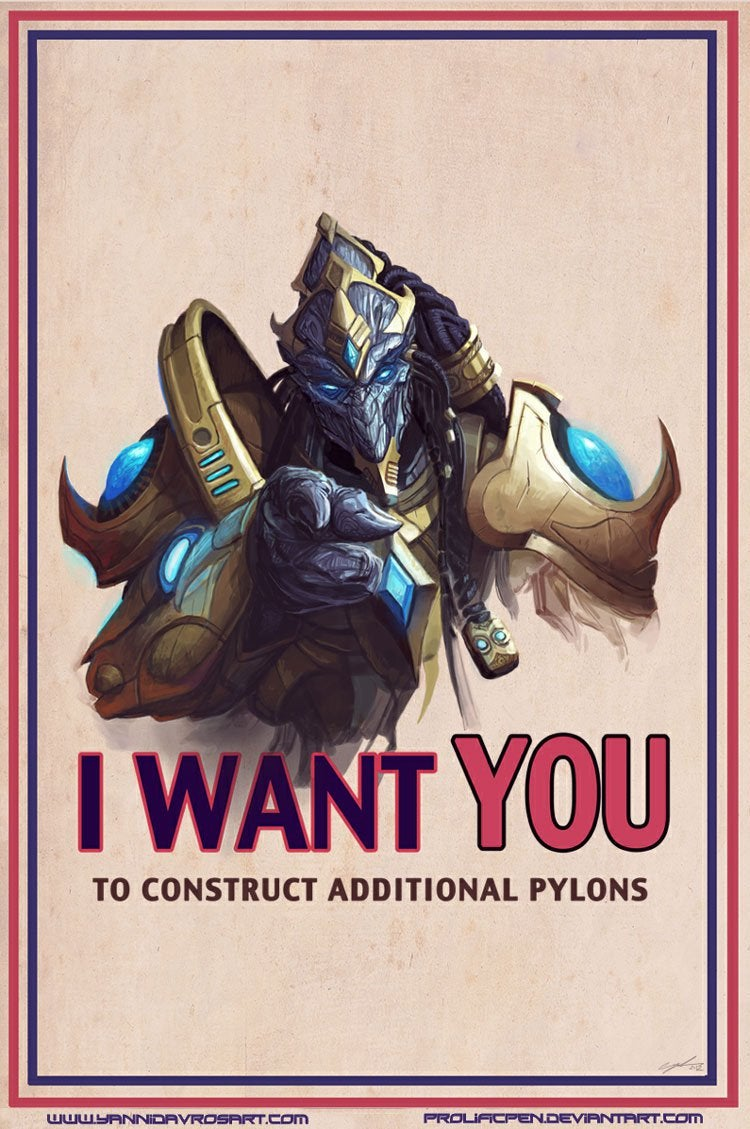 I WANT YOU
TO CONSTRUCT ADDITIONAL PYLONS
WWW.YANNIDAVROSART.COM
PROLIFICPEN.DEVIANTART.COM